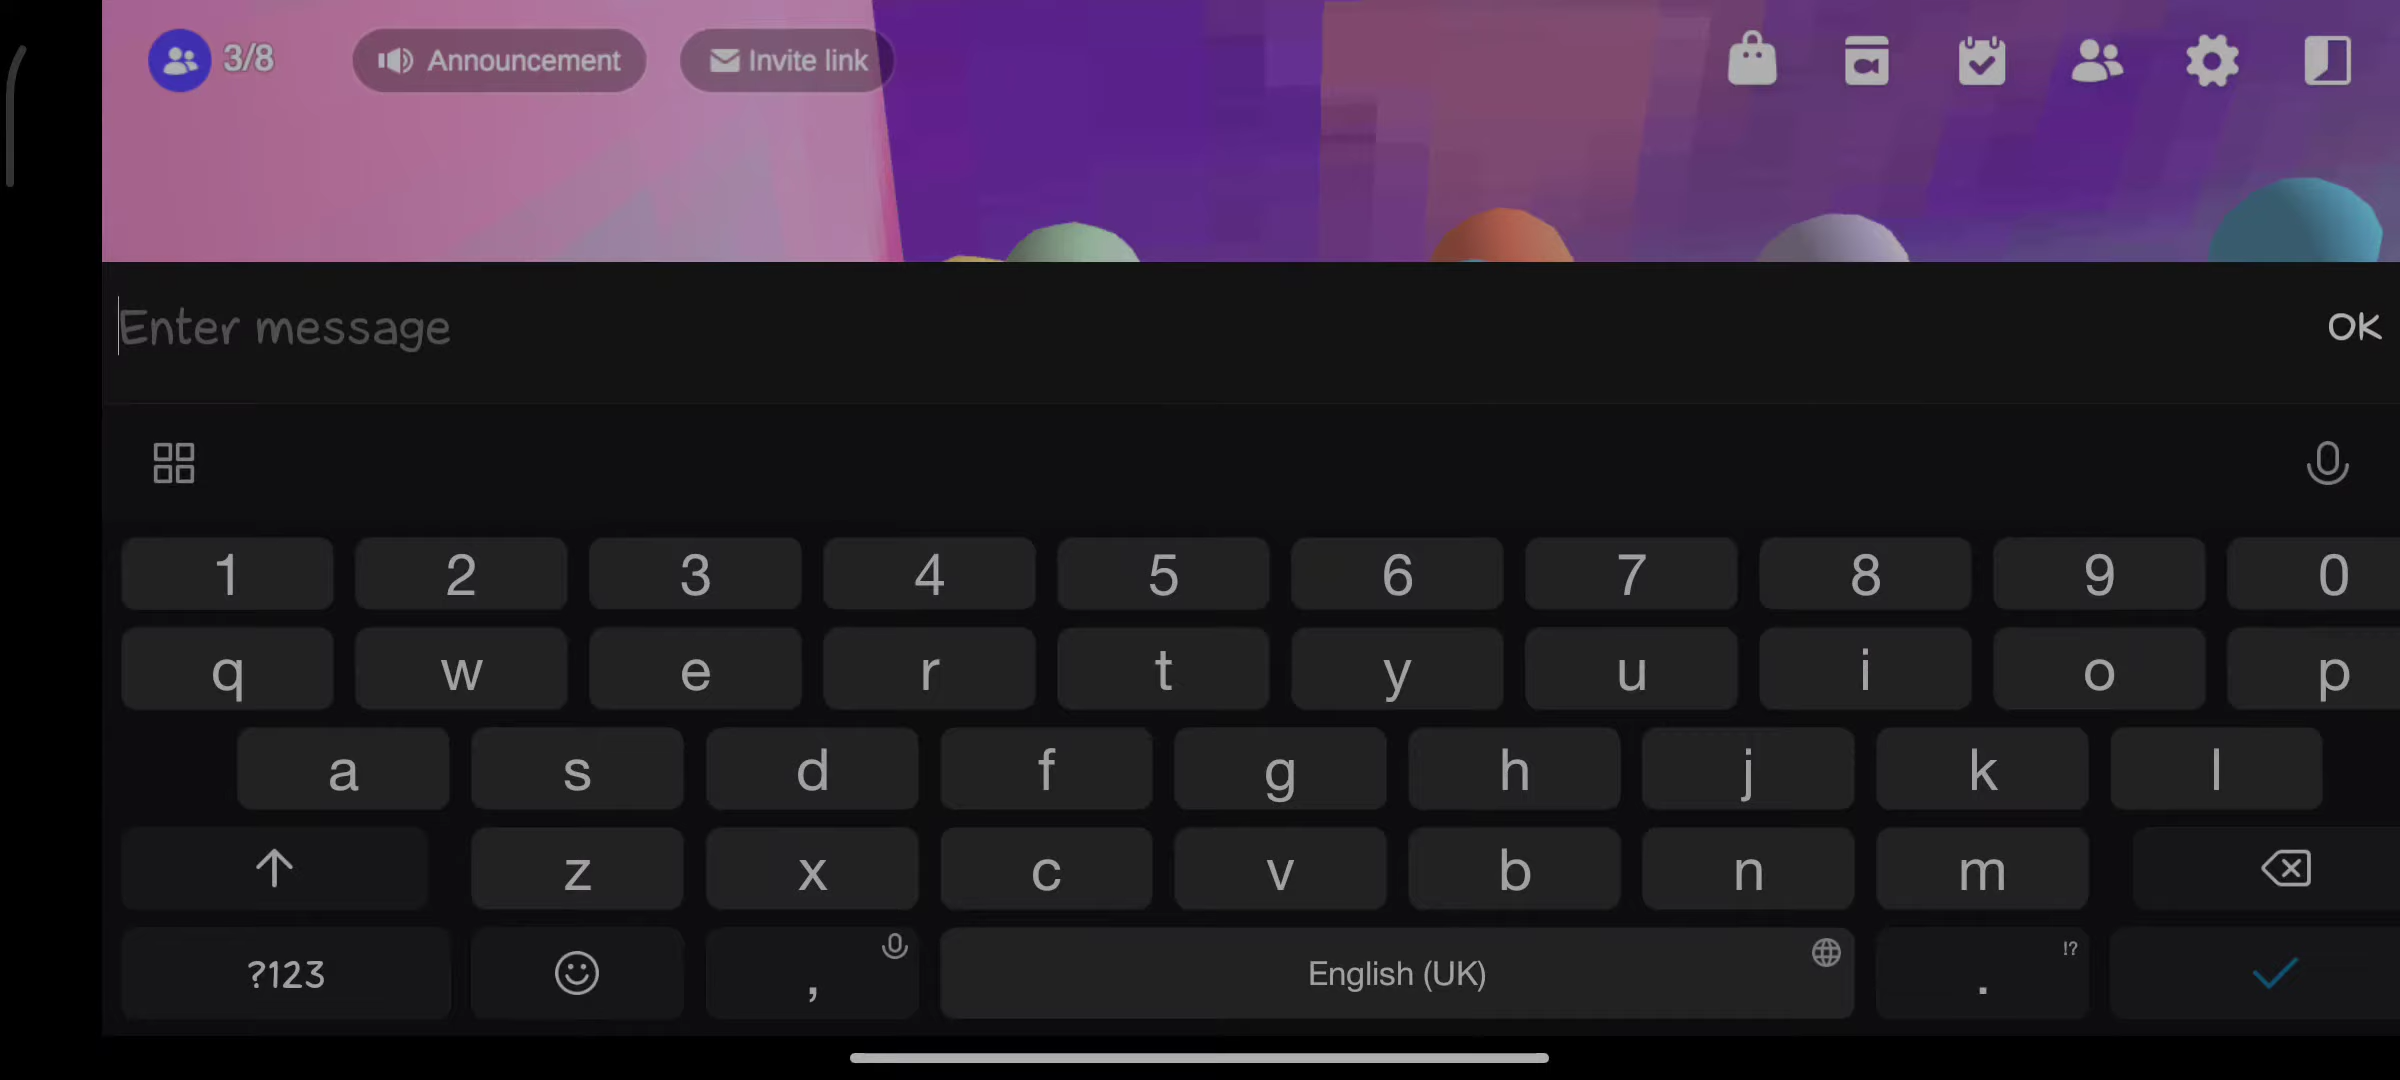 3/8 Announcement Invite link
Enter message OK
1 2 3 4 5 6 7 8 9 0
q w e r t y u i o p
a s d f g h j k l
z x c v b n m
?123 , English (UK) . !?